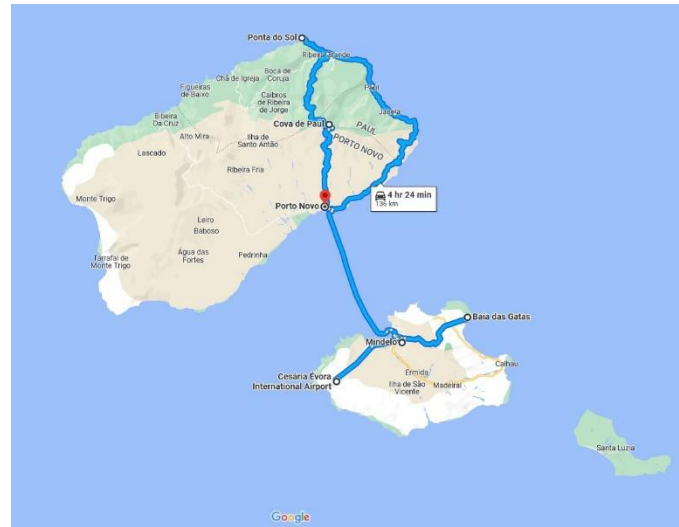 Ponta do Sol
Ribeira Grande
Boca de
Coruja
Chã de Igreja
Figueiras
de Baixo
Paul
Caibros
de Ribeira
de Jorge
Janela
Ribeira
Da Cruz
Cova de Paul
PAUL
Alto Mira
Ilha de
Santo Antão
PORTO NOVO
Lascado
Ribeira Fria
4 hr 24 min
136 km
Monte Trigo
Porto Novo
Leiro
Baboso
Tarrafal de
Monte Trigo
Água das
Fortes
Pedrinha
Baia das Gatas
Mindelo
Calhau
Cesária Évora
International Airport
Ermida
Ilha de São
Vicente
Madeiral
Santa Luzia
Google